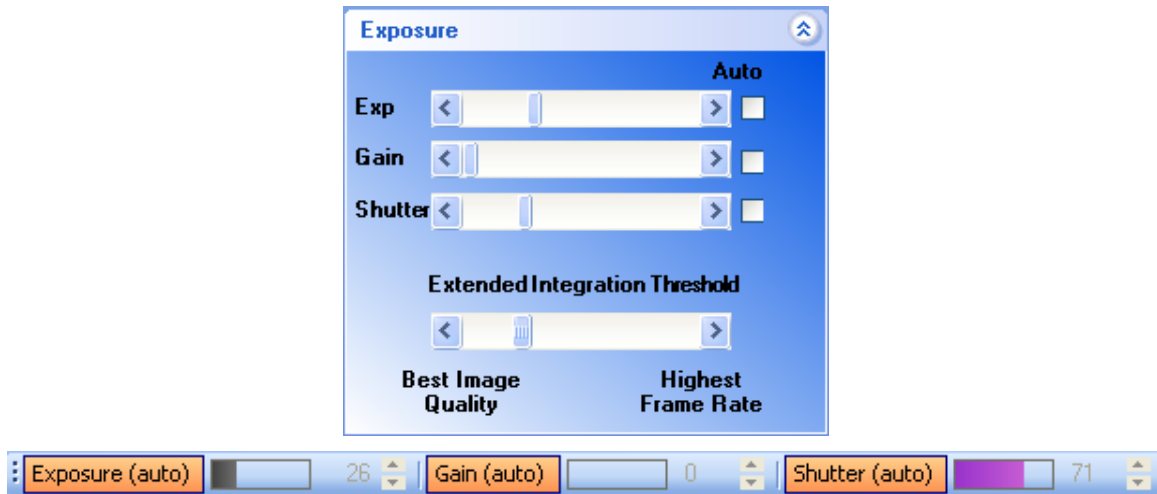 Exposure
Auto
Exp
Gain
Shutter
Extended Integration Threshold
Best Image Highest
Quality Frame Rate
Exposure (auto) 26 Gain (auto) 0 Shutter (auto) 71